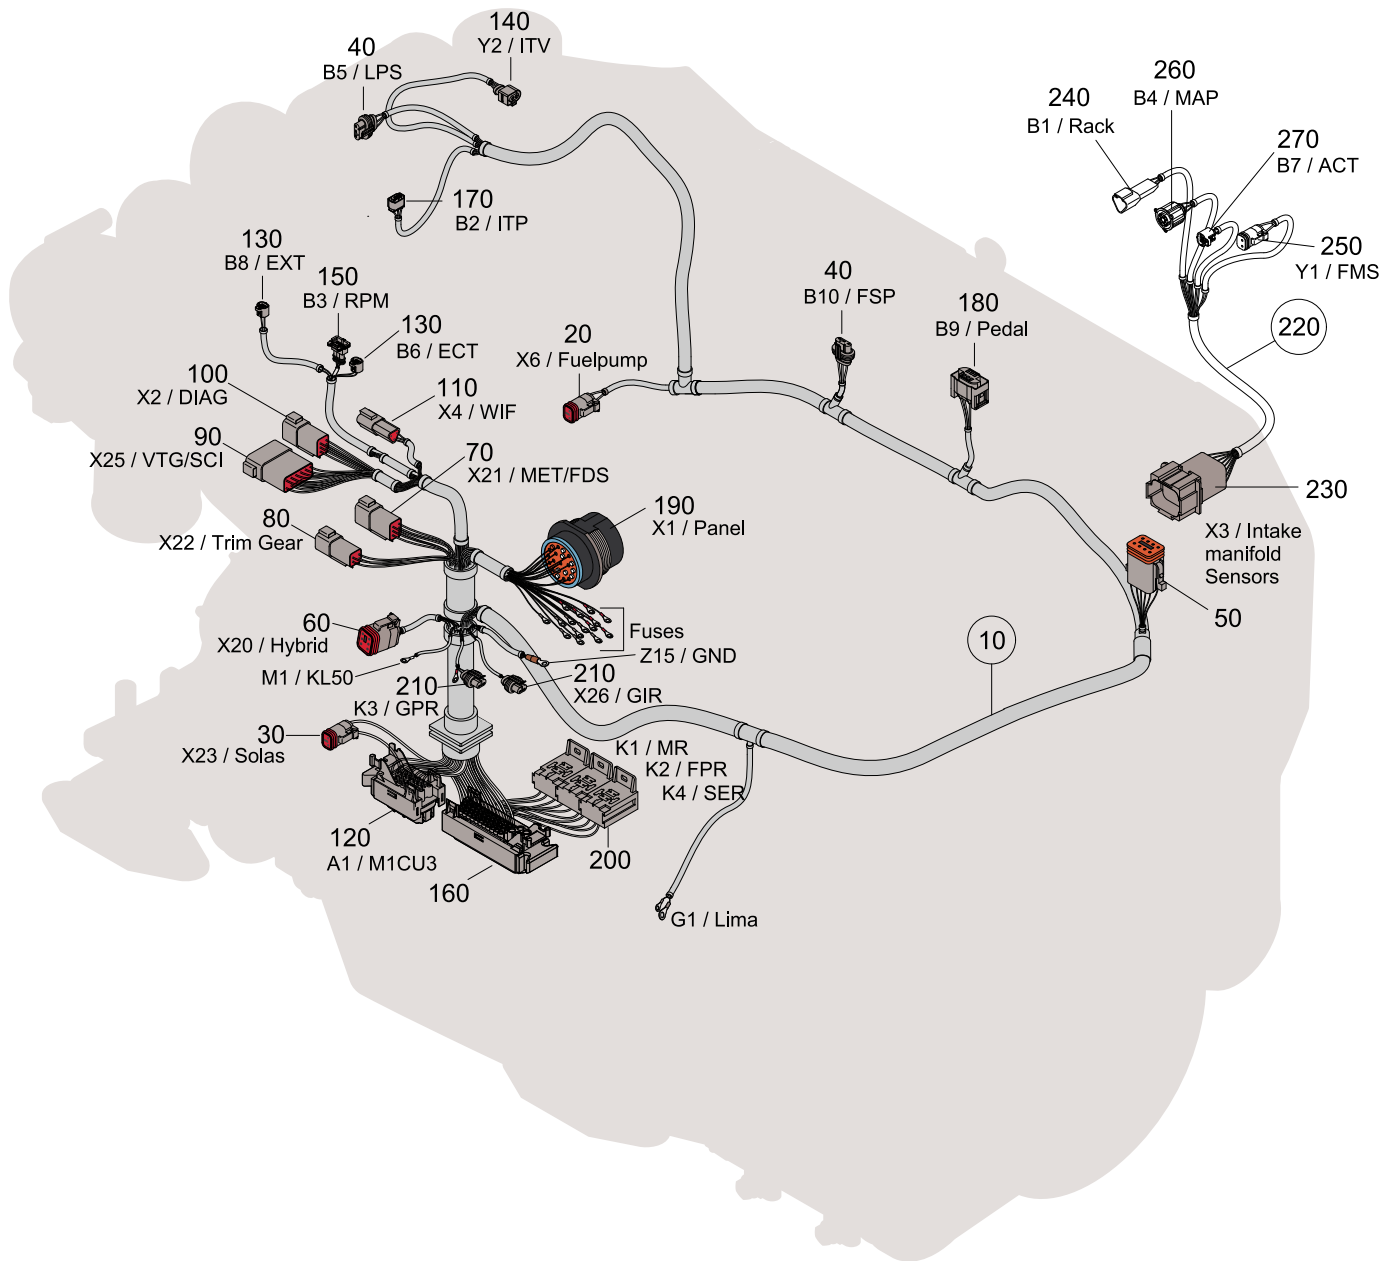 140
Y2 / ITV
40
B5 / LPS
260
B4 / MAP
240
B1 / Rack
270
B7 / ACT
170
B2 / ITP
250
Y1 / FMS
130
B8 / EXT
150
B3 / RPM
40
B10 / FSP
180
B9 / Pedal
130
B6 / ECT
20
X6 / Fuelpump
220
100
X2 / DIAG
110
X4 / WIF
90
X25 / VTG/SCI
70
X21 / MET/FDS
190
X1 / Panel
230
80
X22 / Trim Gear
X3 / Intake
manifold
Sensors
50
60
X20 / Hybrid
Fuses
10
Z15 / GND
M1 / KL50
210
K3 / GPR
210
X26 / GIR
30
X23 / Solas
K1 / MR
K2 / FPR
K4 / SER
120
A1 / M1CU3
200
160
G1 / Lima